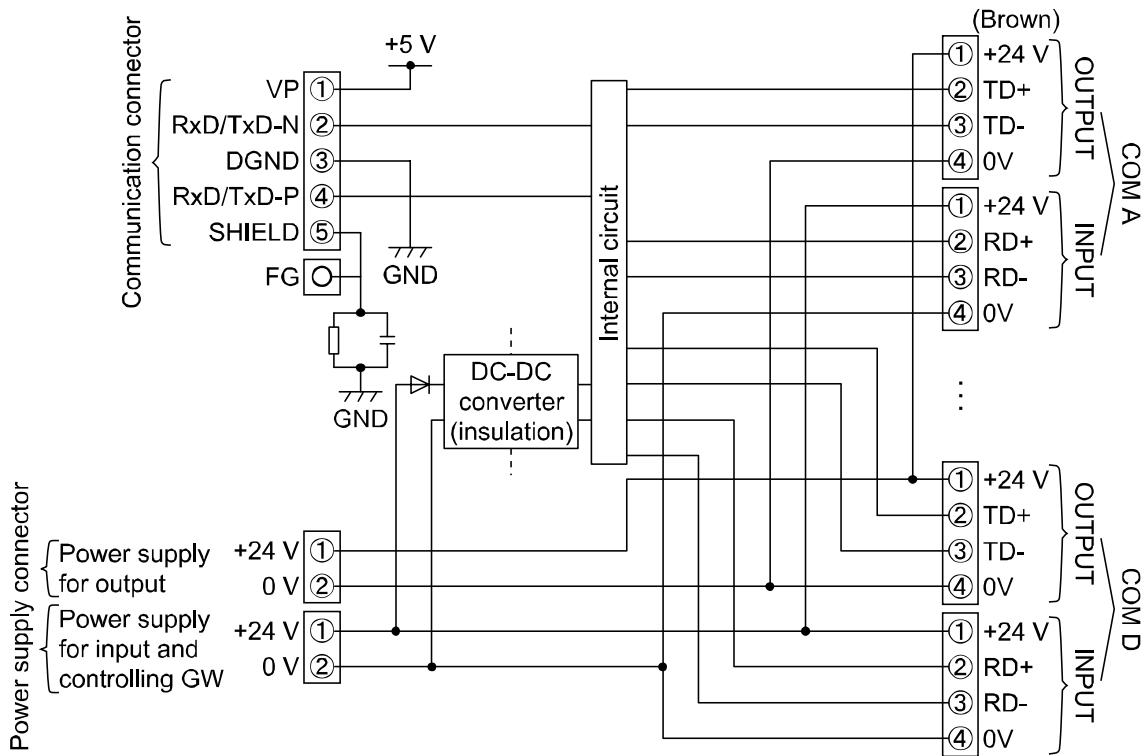 Communication connector
+5 V
VP ①
RxD/TxD-N ②
DGND ③
RxD/TxD-P ④
SHIELD ⑤
FG
GND
GND
DC-DC
converter
(insulation)
Internal circuit
Power supply connector
Power supply
for output
+24 V ①
0 V ②
Power supply
for input and
controlling GW
+24 V ①
0 V ②
(Brown)
① +24 V
② TD+
③ TD-
④ 0V
OUTPUT
① +24 V
② RD+
③ RD-
④ 0V
INPUT
COM A
⋮
① +24 V
② TD+
③ TD-
④ 0V
OUTPUT
① +24 V
② RD+
③ RD-
④ 0V
INPUT
COM D